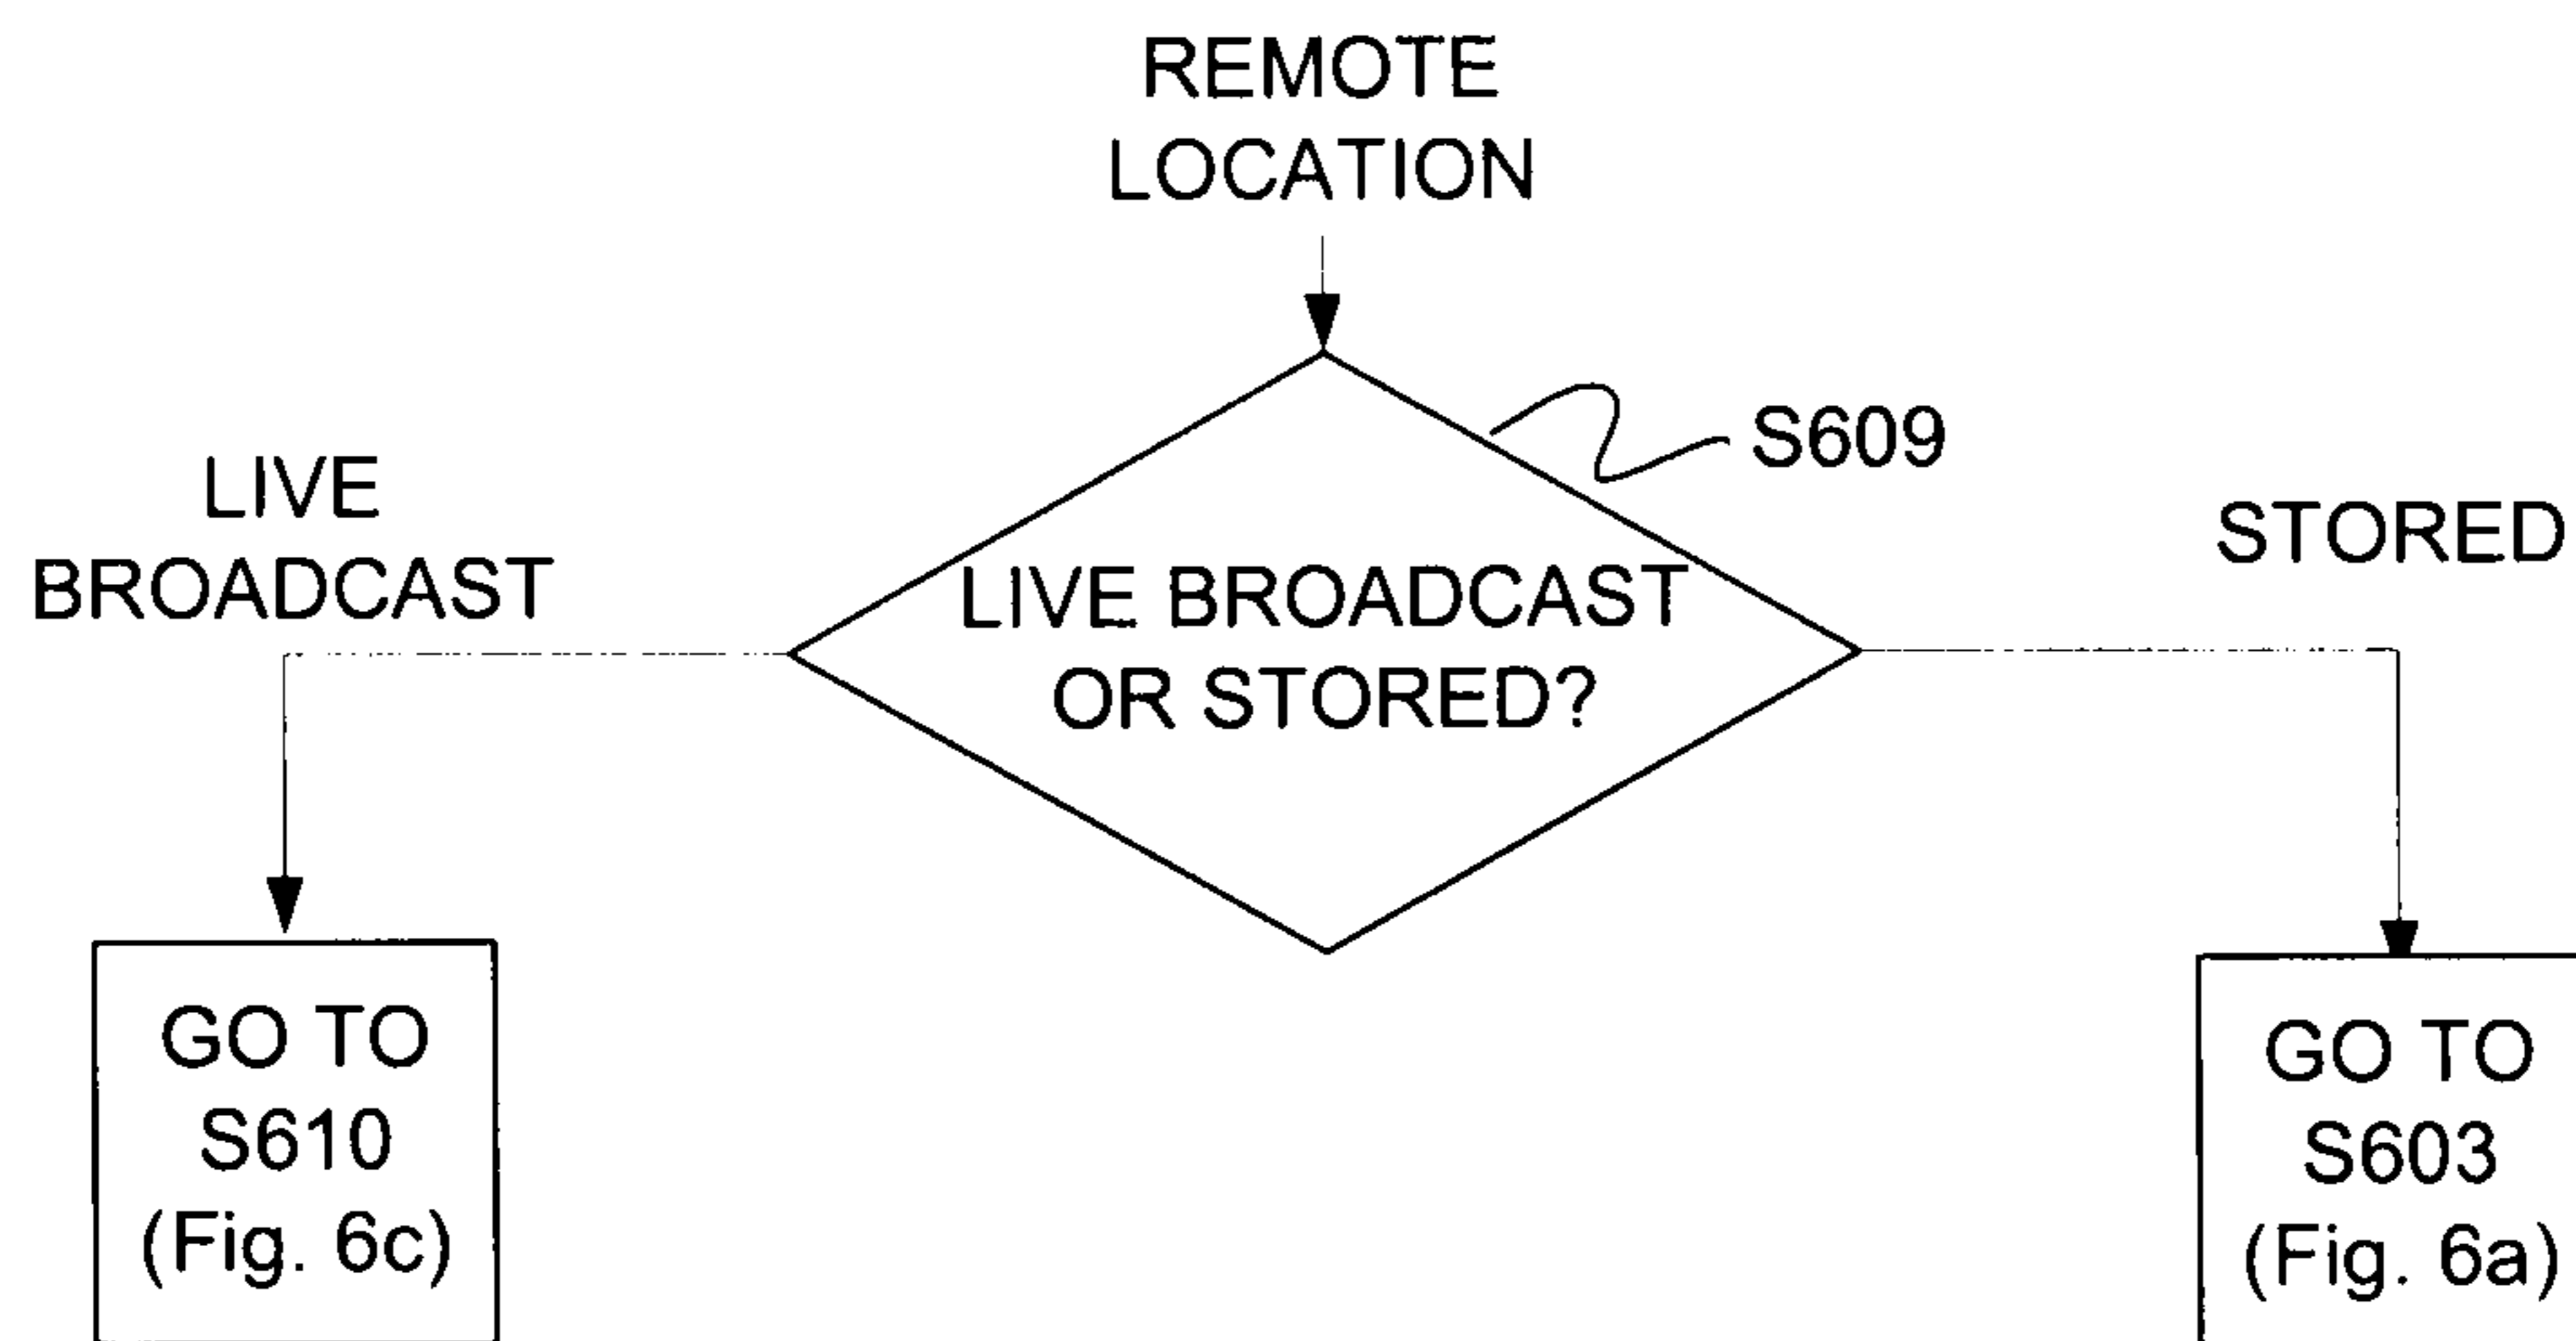 REMOTE
LOCATION
S609
LIVE
BROADCAST
STORED
LIVE BROADCAST
OR STORED?
GO TO
S610
(Fig. 6c)
GO TO
S603
(Fig. 6a)